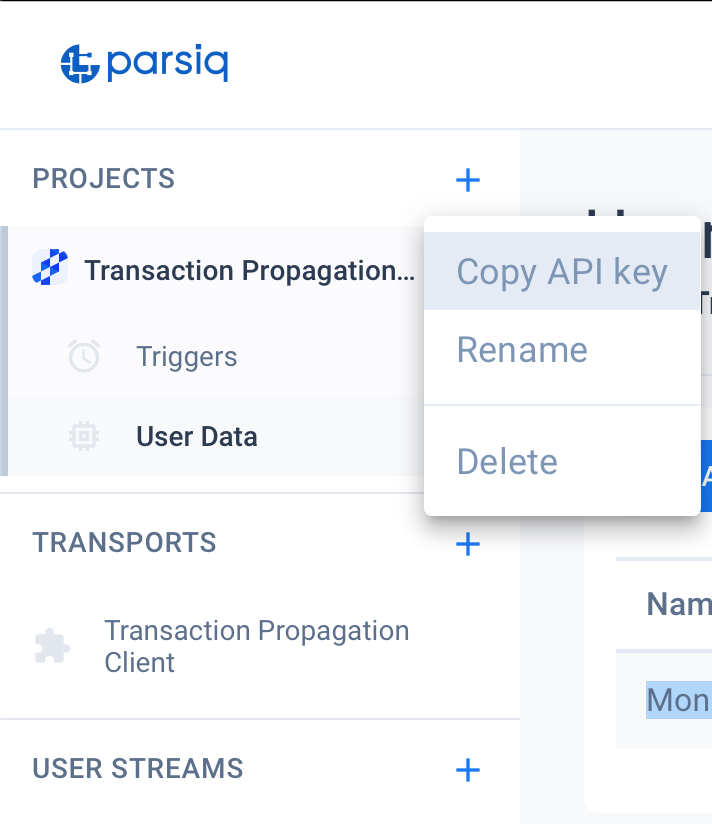 parsiq
PROJECTS
Transaction Propagation...
Copy API key
Triggers
Rename
User Data
Delete
TRANSPORTS
Transaction Propagation
Client
Nam
Mon
USER STREAMS